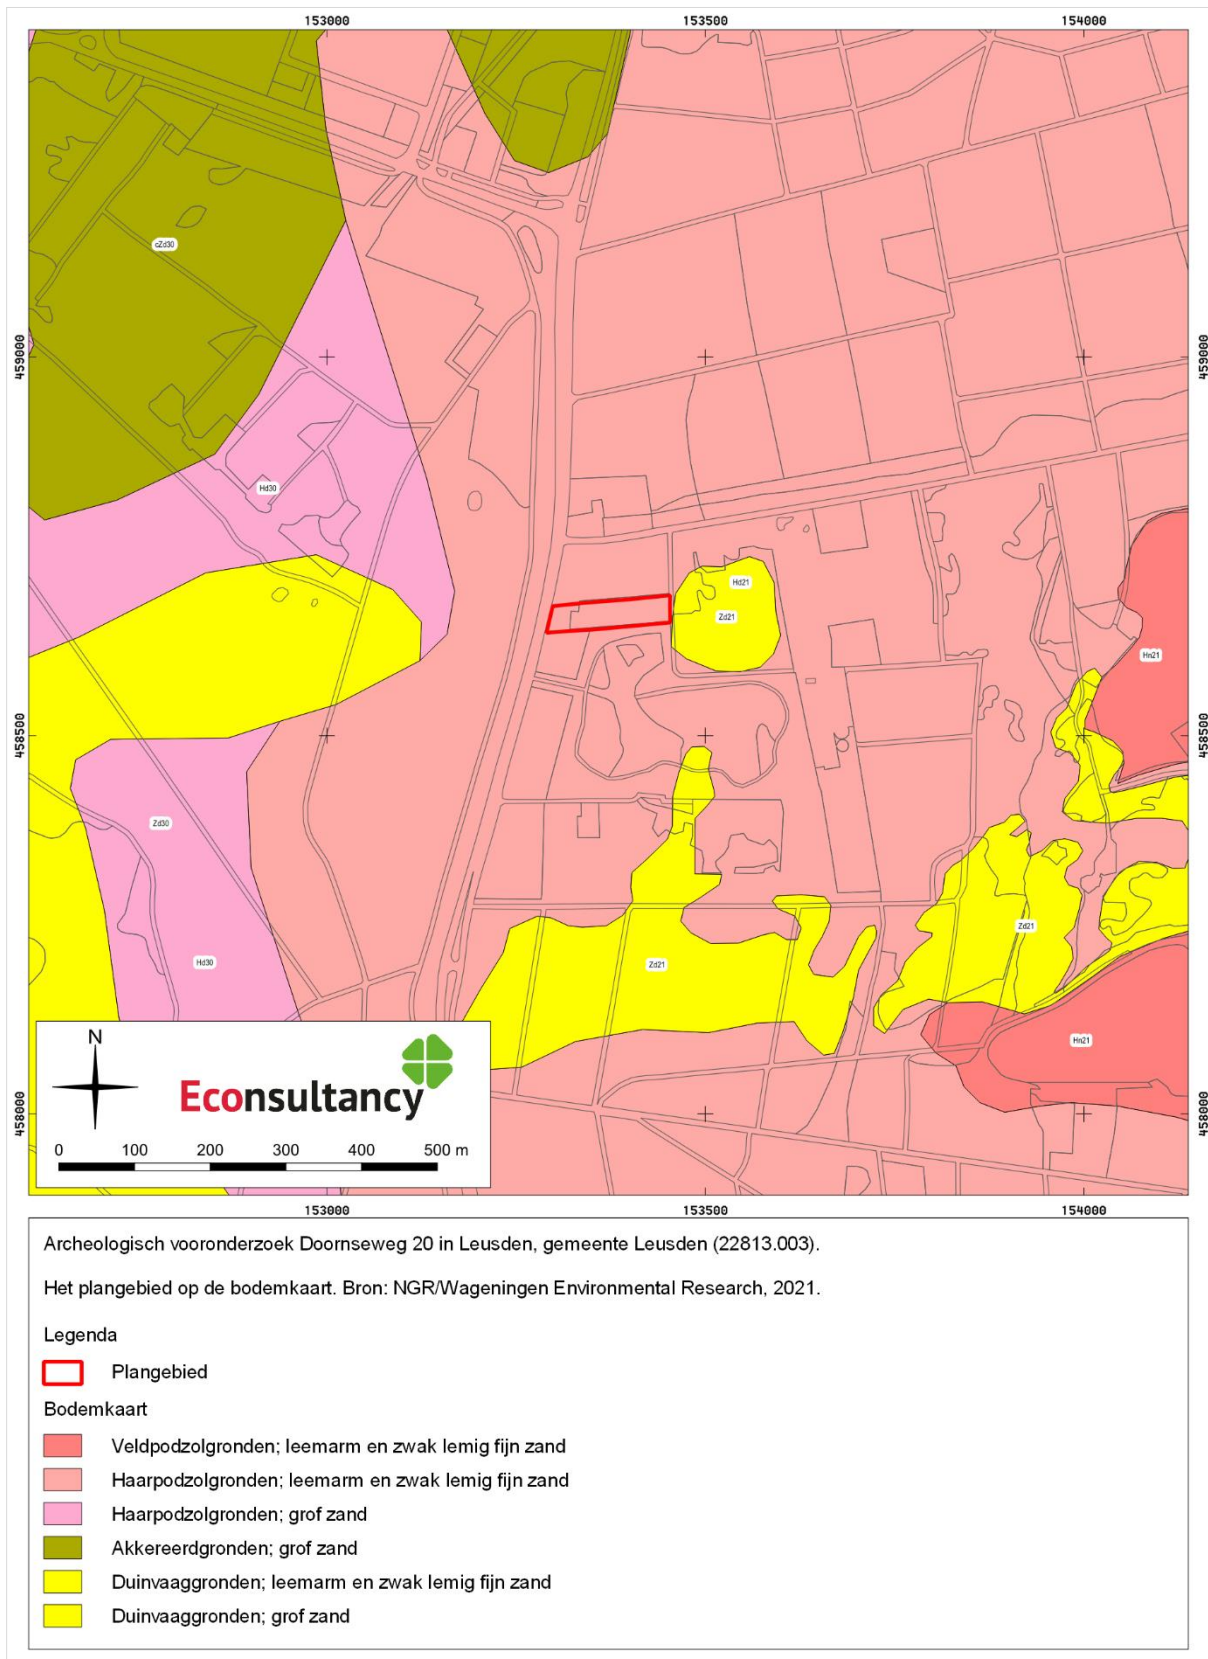 153000 153500 154000
cZd30
459000 459000
Hd30
Hd21
Zd21
Hn21
458500 458500
Zd30
Zd21
Hd30
Zd21
Hn21
N
Econsultancy
458000 458000
0 100 200 300 400 500 m
153000 153500 154000
Archeologisch vooronderzoek Doornseweg 20 in Leusden, gemeente Leusden (22813.003).
Het plangebied op de bodemkaart. Bron: NGR/Wageningen Environmental Research, 2021.
Legenda
Plangebied
Bodemkaart
Veldpodzolgronden; leemarm en zwak lemig fijn zand
Haarpodzolgronden; leemarm en zwak lemig fijn zand
Haarpodzolgronden; grof zand
Akkereerdgronden; grof zand
Duinvaaggronden; leemarm en zwak lemig fijn zand
Duinvaaggronden; grof zand